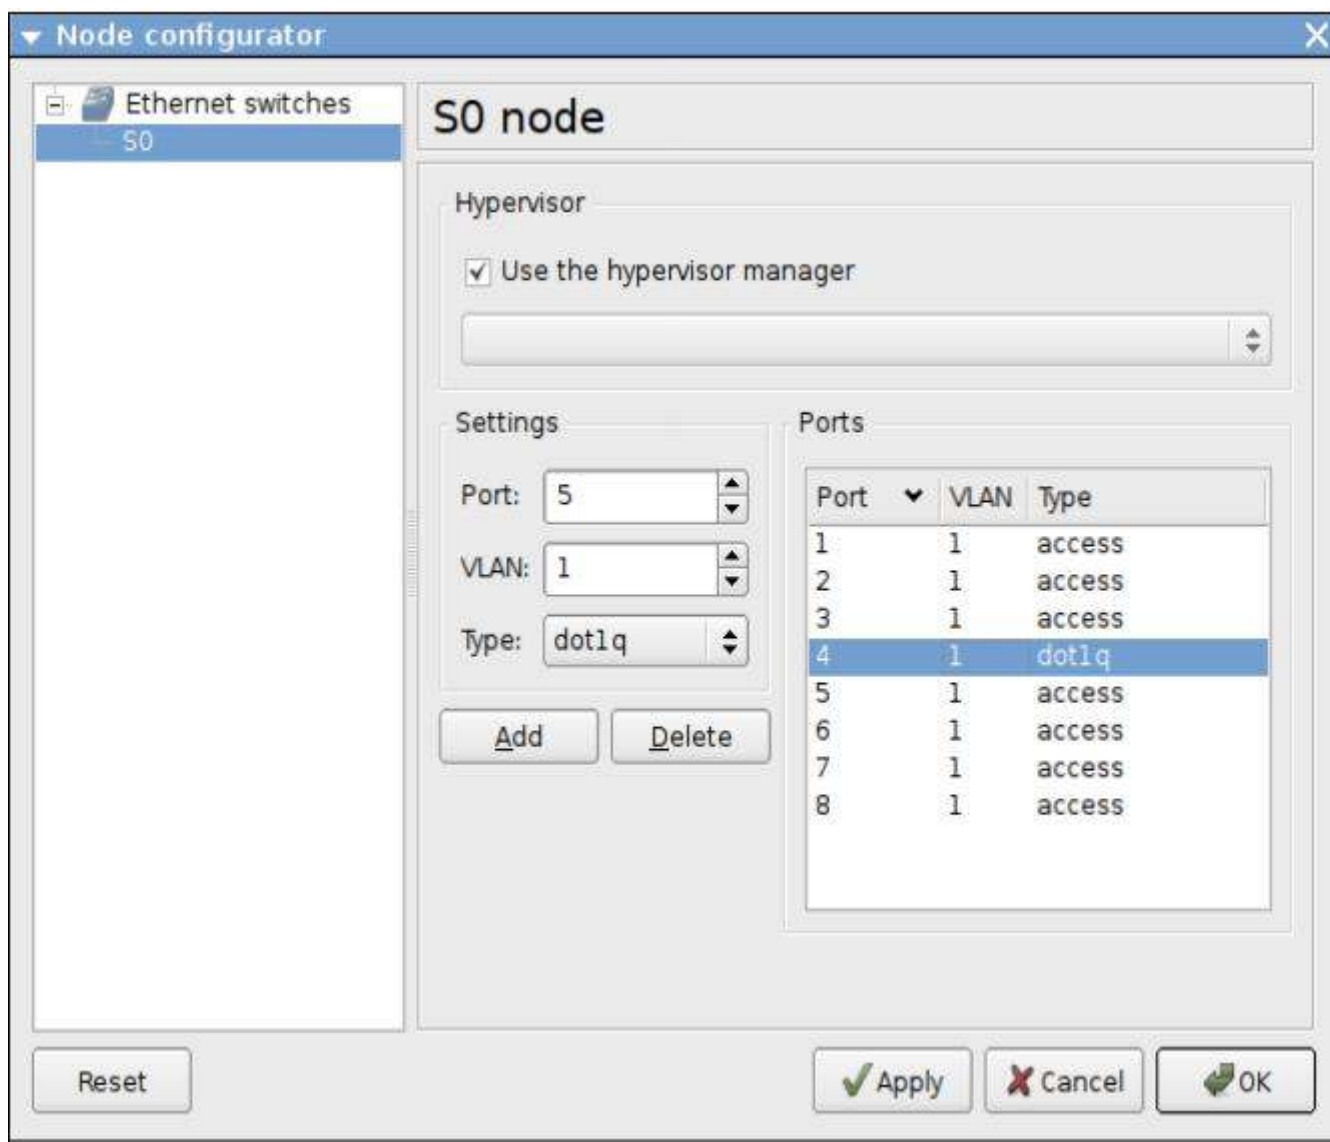 Node configurator
Ethernet switches
S0
S0 node
Hypervisor
Use the hypervisor manager
Settings
Port: 5
VLAN: 1
Type: dot1q
Add Delete
Ports
Port VLAN Type
1 1 access
2 1 access
3 1 access
4 1 dot1q
5 1 access
6 1 access
7 1 access
8 1 access
Reset Apply Cancel OK